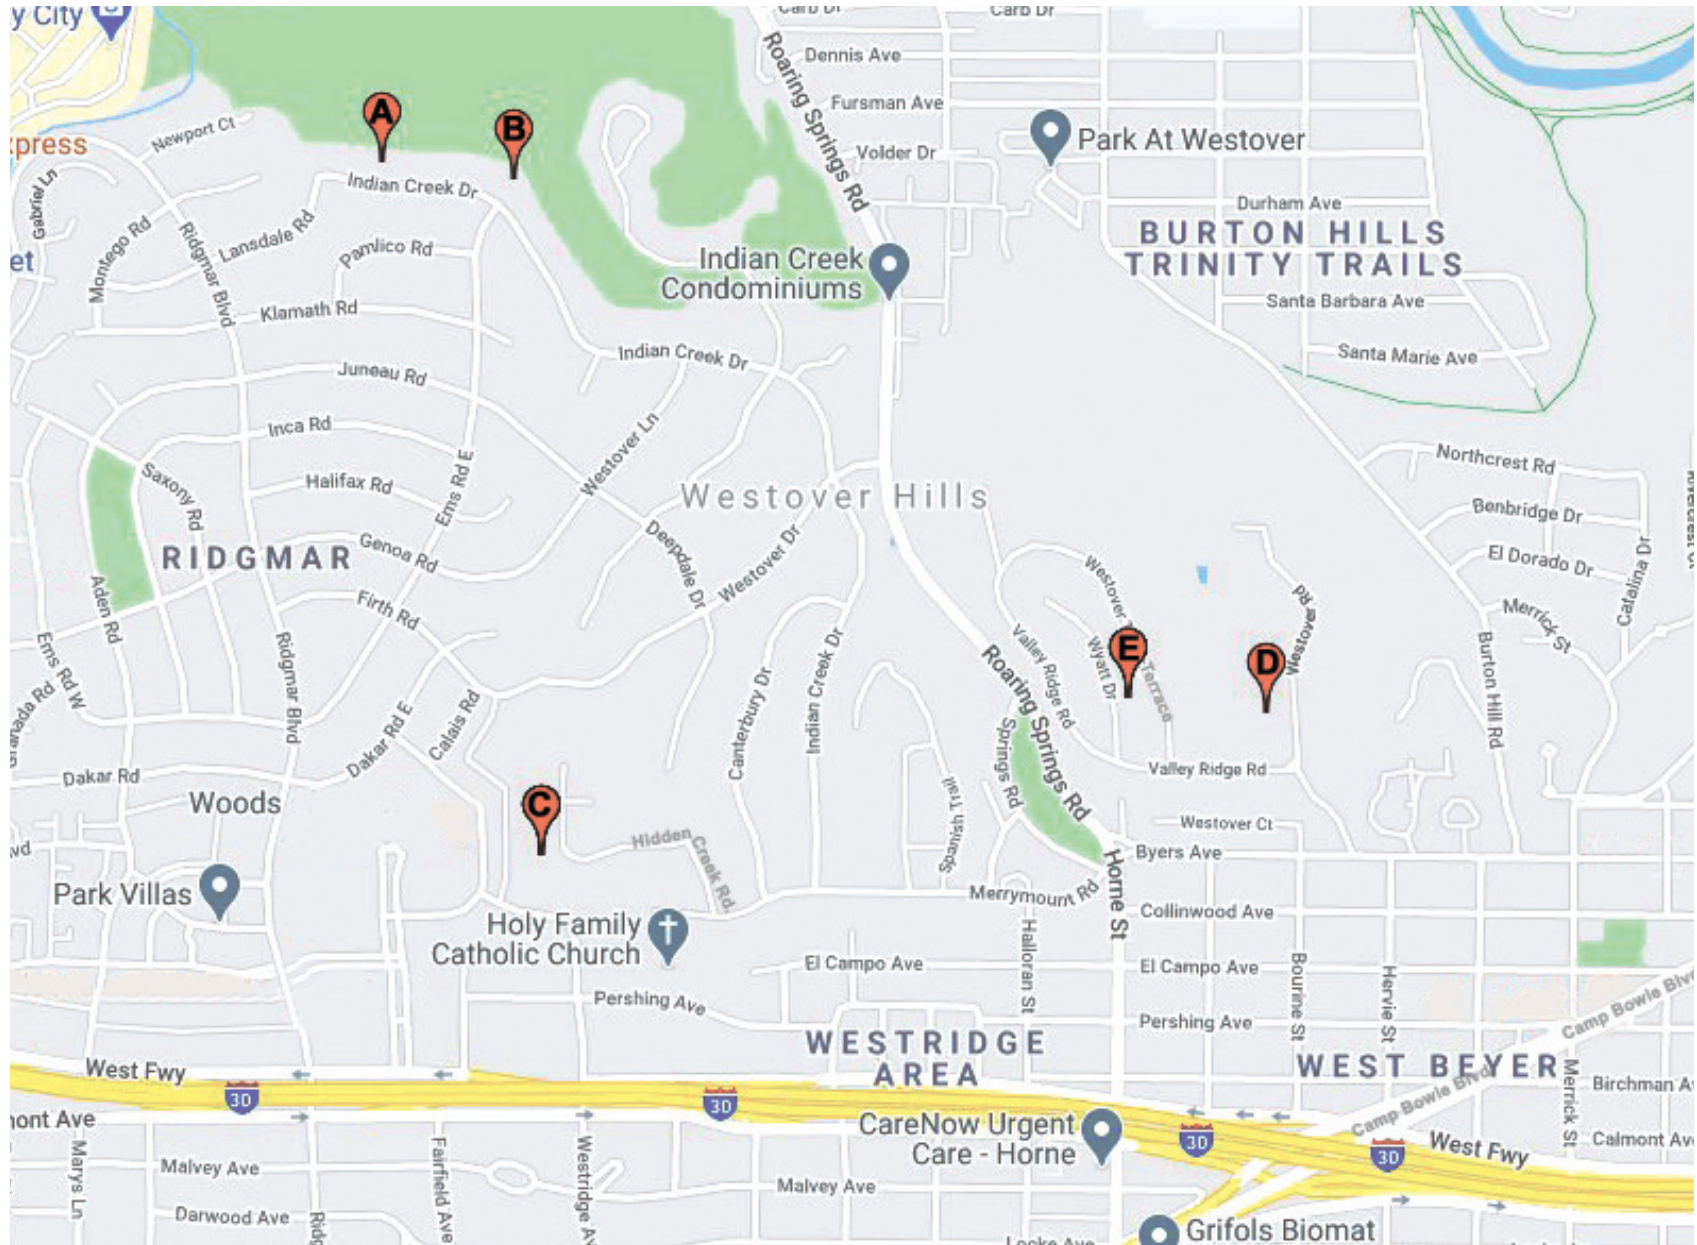 y City
Carb Dr
Carb Dr
Dennis Ave
Roaring Springs Rd
Fursman Ave
A
B
Newport Ct
xpress
Park At Westover
Volder Dr
Gabriel Ln
Indian Creek Dr
Durham Ave
Montego Rd
Lansdale Rd
Ridgmar Blvd
Pamlico Rd
BURTON HILLS
TRINITY TRAILS
et
Indian Creek
Condominiums
Klamath Rd
Santa Barbara Ave
Indian Creek Dr
Santa Marie Ave
Juneau Rd
Inca Rd
Westover Ln
Northcrest Rd
Saxony Rd
Halifax Rd
Ems Rd E
Westover Hills
Benbridge Dr
RIDGMAR
Genoa Rd
Deepdale Dr
Westover Dr
El Dorado Dr
Catalina Dr
Aden Rd
Firth Rd
Westover Terrace
Westover Rd
Merrick St
Ems Rd W
Ridgmar Blvd
Valley Ridge Rd
Wyatt Dr
E
D
Burton Hill Rd
Roaring Springs Rd
Canterbury Dr
Indian Creek Dr
Calais Rd
Dakar Rd E
Springs Rd
Dakar Rd
Valley Ridge Rd
Woods
C
Spanish Trail
Hidden Creek Rd.
Westover Ct
Byers Ave
Park Villas
Merrymount Rd
Horne St
Collinwood Ave
Holy Family
Catholic Church
Halloran St
El Campo Ave
El Campo Ave
Bourine St
Hervie St
Pershing Ave
Pershing Ave
Camp Bowie Blvd
WESTRIDGE
AREA
WEST BEYER
West Fwy
Merrick St
Birchman A
30
30
Camp Bowie Blvd
mont Ave
CareNow Urgent
Care - Horne
30
30
West Fwy
Calmont Av
Marys Ln
Malvey Ave
Fairfield Ave
Westridge Av
Malvey Ave
Darwood Ave
Ridg
Locke Ave
Grifols Biomat